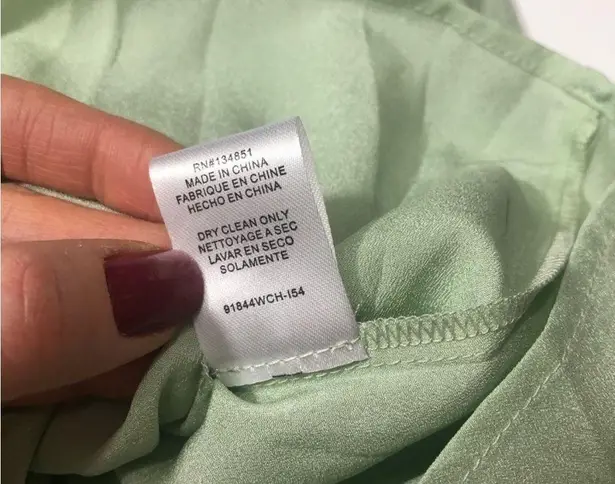 RN#134851
MADE IN CHINA
FABRIQUE EN CHINE
HECHO EN CHINA
DRY CLEAN ONLY
NETTOYAGE A SEC
LAVAR EN SECO
SOLAMENTE
91844WCH-I54